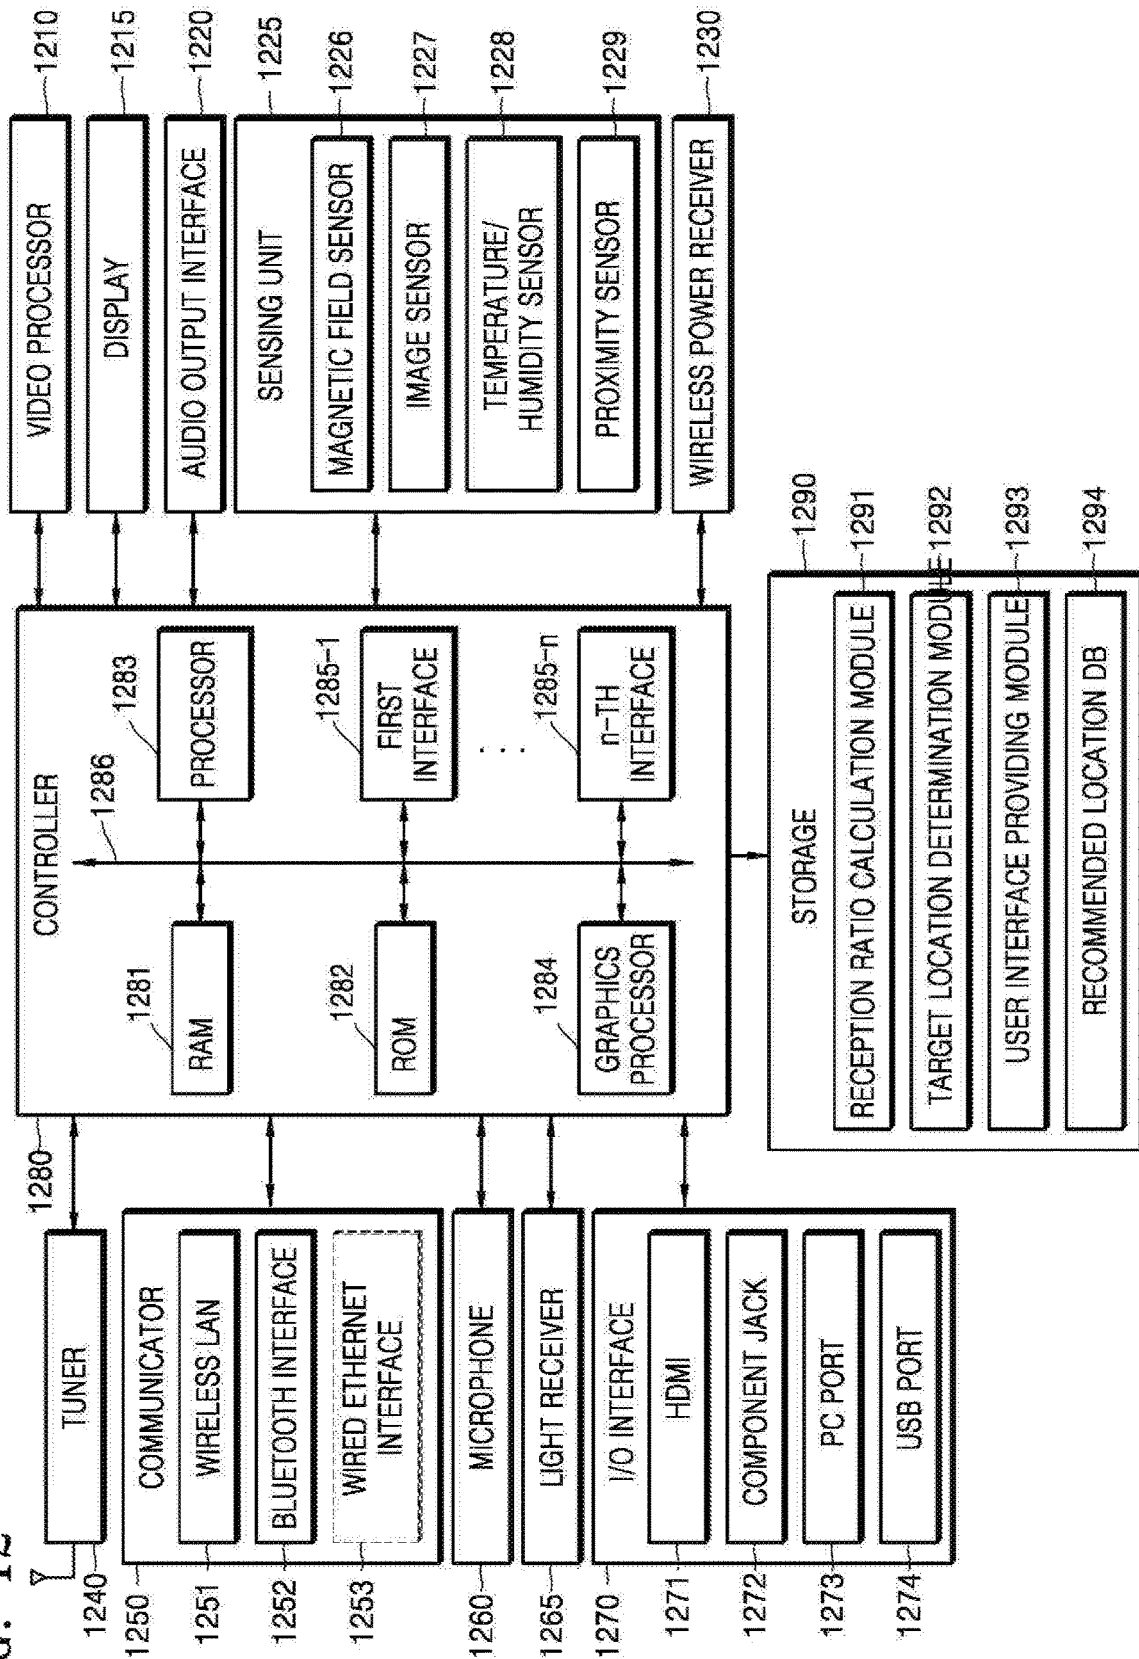 G. 12
1240
TUNER
1250
COMMUNICATOR
1251
WIRELESS LAN
1252
BLUETOOTH INTERFACE
1253
WIRED ETHERNET
INTERFACE
1260
MICROPHONE
1265
LIGHT RECEIVER
1270
I/O INTERFACE
1271
HDMI
1272
COMPONENT JACK
1273
PC PORT
1274
USB PORT
1280
CONTROLLER
1286
1281
RAM
1282
ROM
1284
GRAPHICS
PROCESSOR
1283
PROCESSOR
1285-1
FIRST
INTERFACE
. . .
1285-n
n-TH
INTERFACE
VIDEO PROCESSOR
1210
DISPLAY
1215
AUDIO OUTPUT INTERFACE
1220
SENSING UNIT
1225
MAGNETIC FIELD SENSOR
1226
IMAGE SENSOR
1227
TEMPERATURE/
HUMIDITY SENSOR
1228
PROXIMITY SENSOR
1229
WIRELESS POWER RECEIVER
1230
STORAGE
1290
RECEPTION RATIO CALCULATION MODULE
1291
TARGET LOCATION DETERMINATION MODULE
1292
USER INTERFACE PROVIDING MODULE
1293
RECOMMENDED LOCATION DB
1294